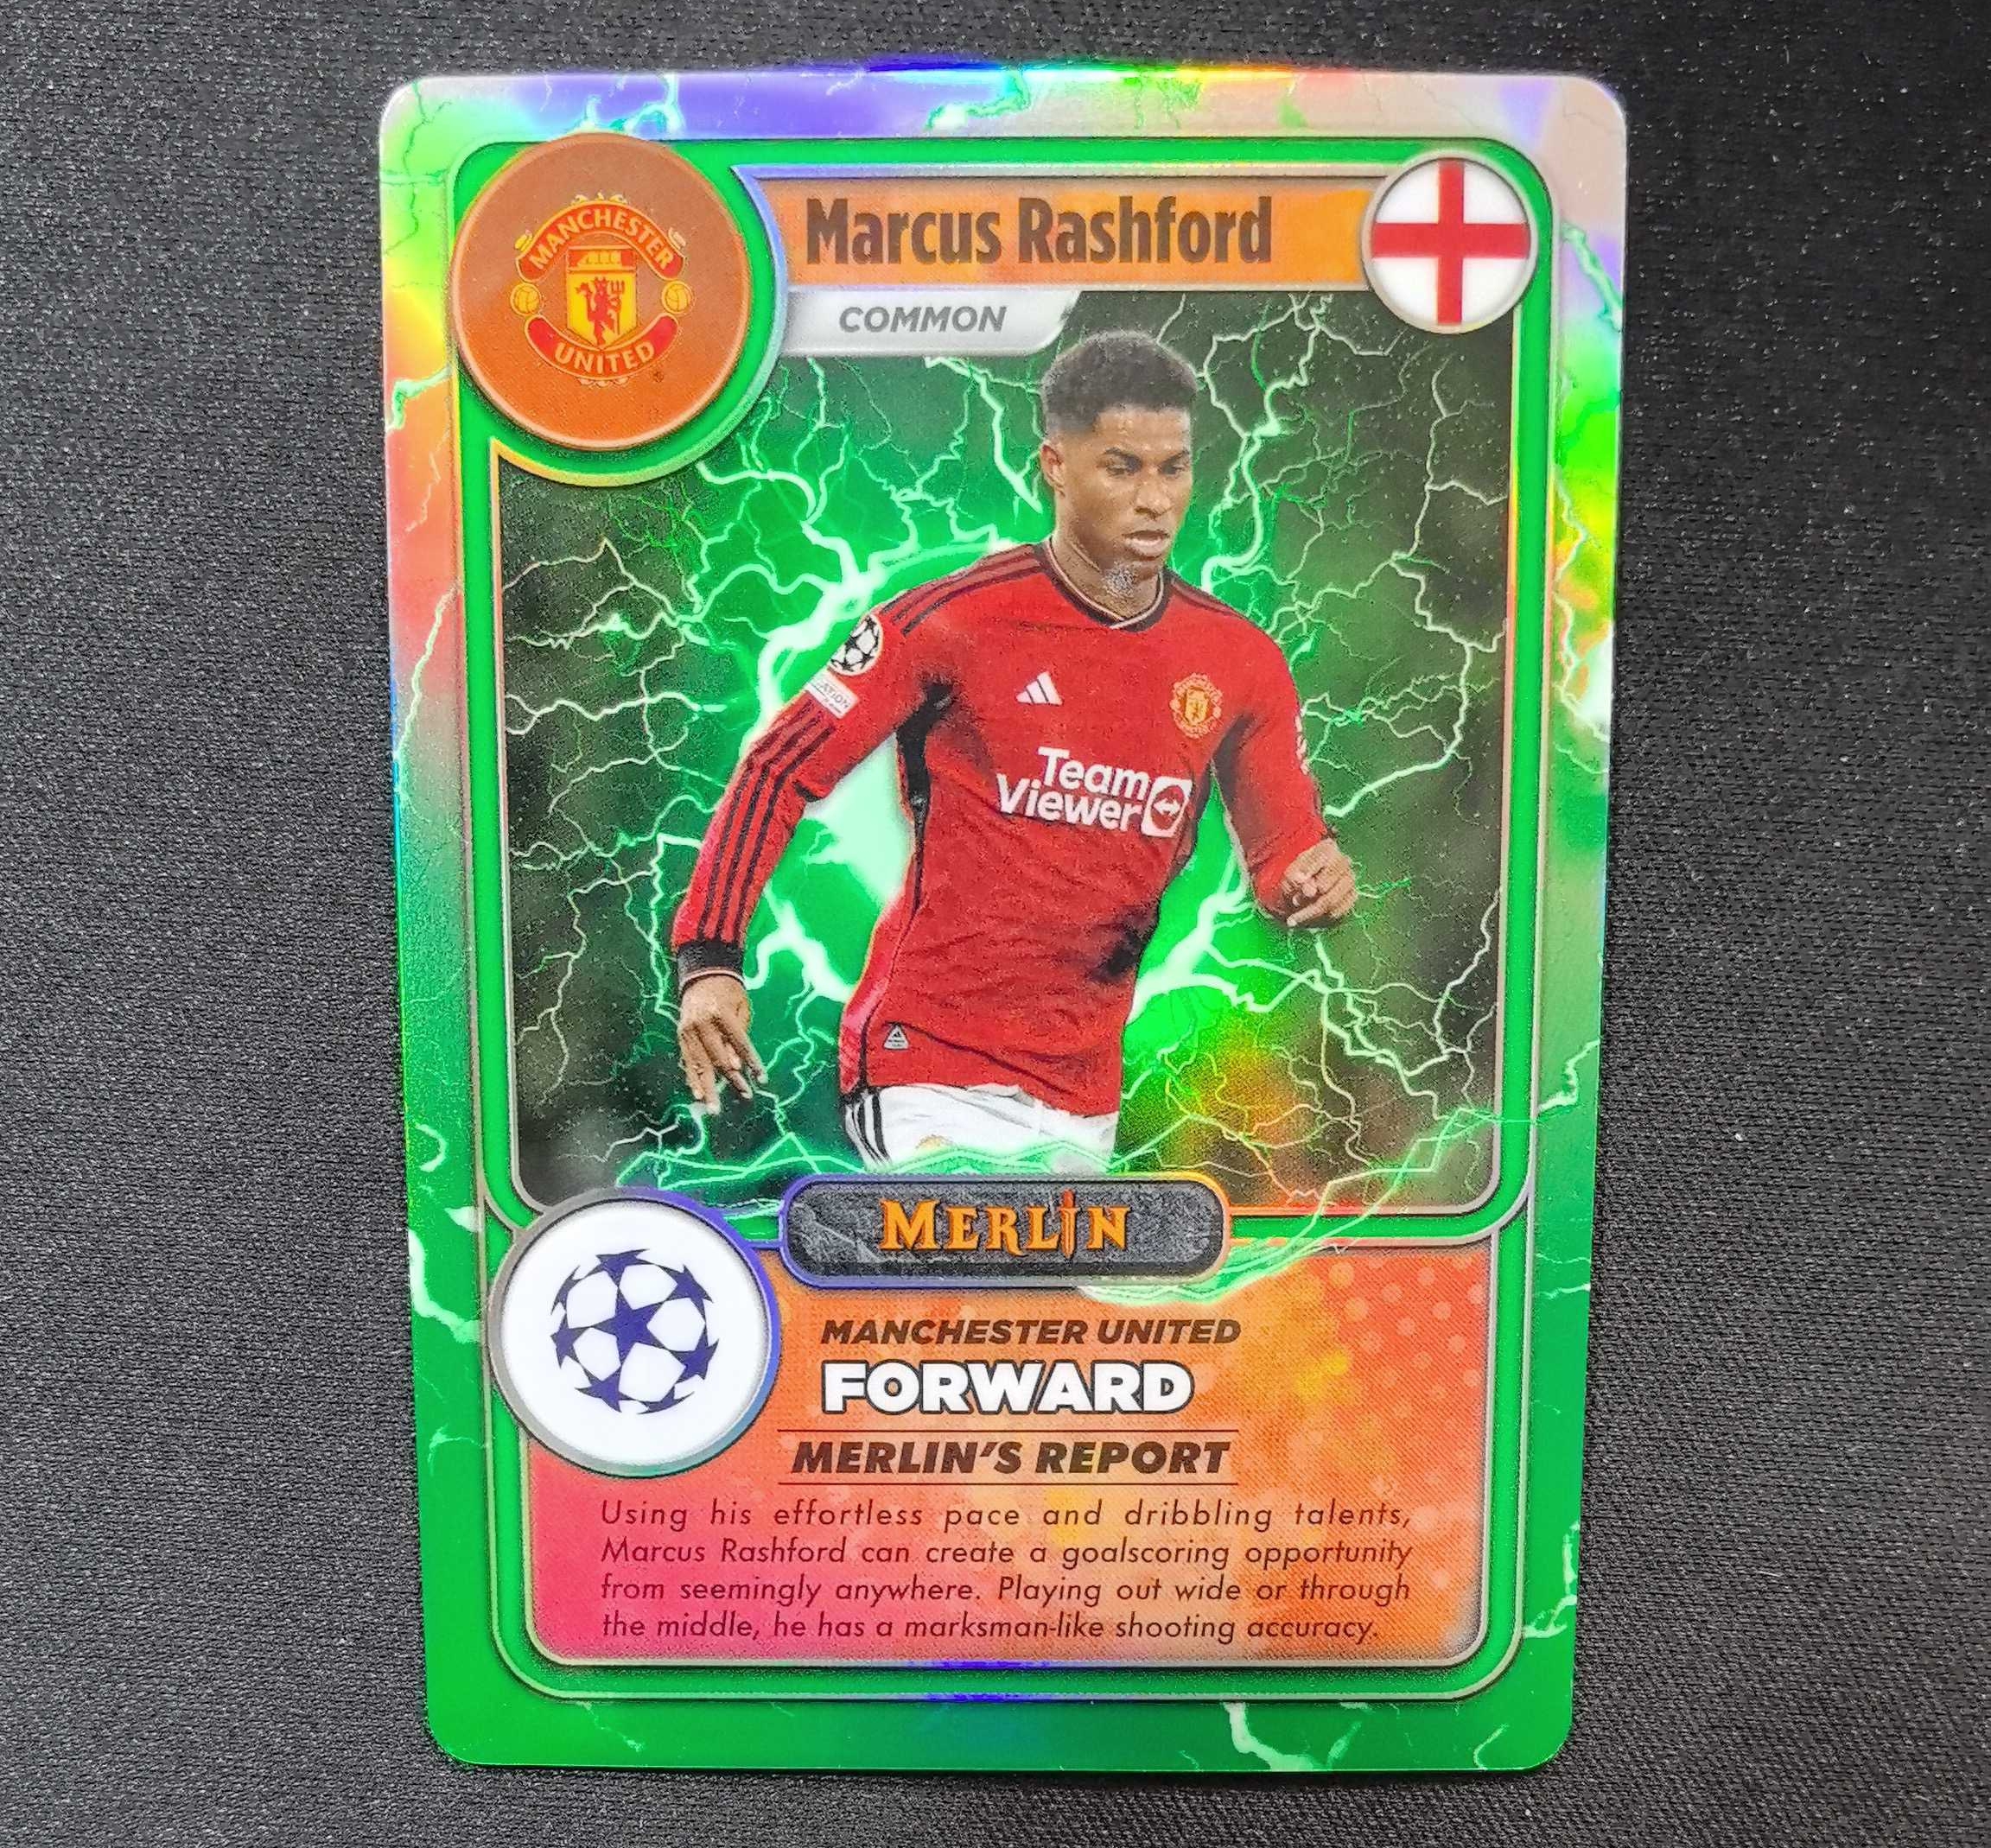 MANCHESTER
UNITED
Marcus Rashford
COMMON
Team
Viewer
MERLIN
MANCHESTER UNITED
FORWARD
MERLIN'S REPORT
Using his effortless pace and dribbling talents,
Marcus Rashford can create a goalscoring opportunity
from seemingly anywhere. Playing out wide or through
the middle, he has a marksman-like shooting accuracy.